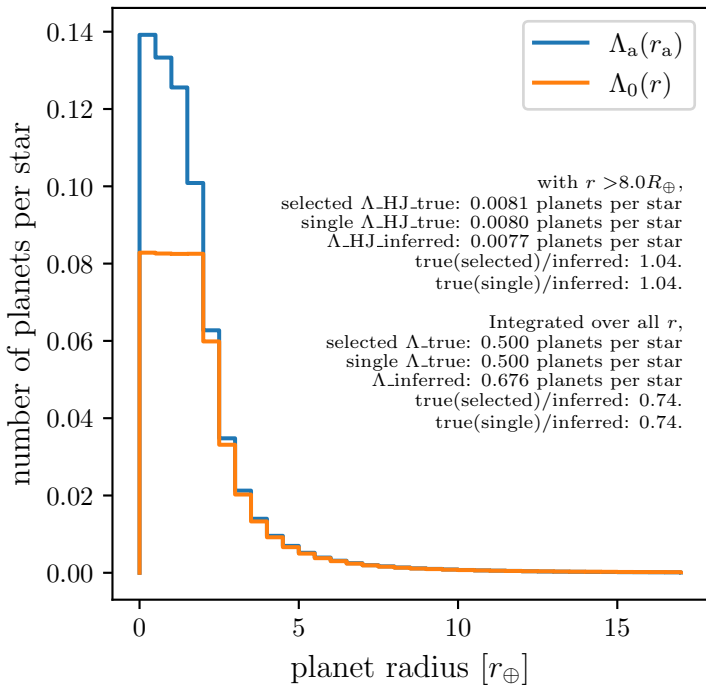 number of planets per star
0.14
0.12
0.10
0.08
0.06
0.04
0.02
0.00
Λₐ(rₐ)
Λ₀(r)
with r >8.0R⊕,
selected Λ_HJ_true: 0.0081 planets per star
single Λ_HJ_true: 0.0080 planets per star
Λ_HJ_inferred: 0.0077 planets per star
true(selected)/inferred: 1.04.
true(single)/inferred: 1.04.
Integrated over all r,
selected Λ_true: 0.500 planets per star
single Λ_true: 0.500 planets per star
Λ_inferred: 0.676 planets per star
true(selected)/inferred: 0.74.
true(single)/inferred: 0.74.
0 5 10 15
planet radius [r⊕]